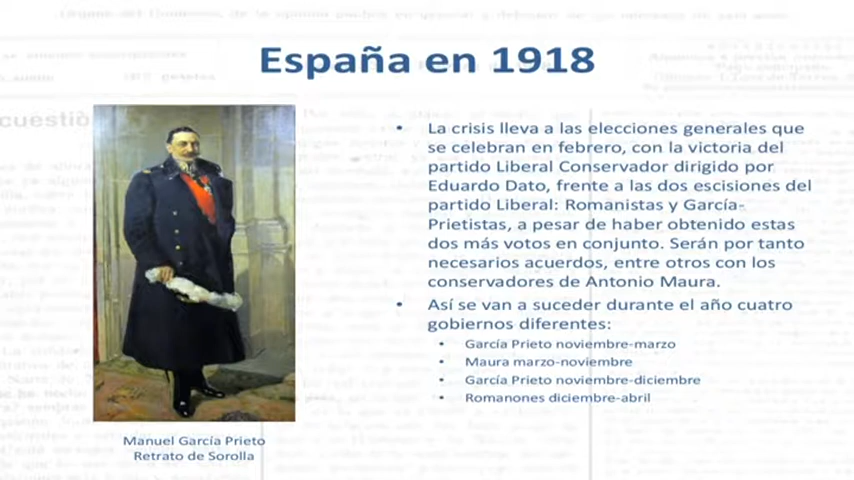 España en 1918
• La crisis lleva a las elecciones generales que
se celebran en febrero, con la victoria del
partido Liberal Conservador dirigido por
Eduardo Dato, frente a las dos escisiones del
partido Liberal: Romanistas y García-
Prietistas, a pesar de haber obtenido estas
dos más votos en conjunto. Serán por tanto
necesarios acuerdos, entre otros con los
conservadores de Antonio Maura.
• Así se van a suceder durante el año cuatro
gobiernos diferentes:
• García Prieto noviembre-marzo
• Maura marzo-noviembre
• García Prieto noviembre-diciembre
• Romanones diciembre-abril
Manuel García Prieto
Retrato de Sorolla